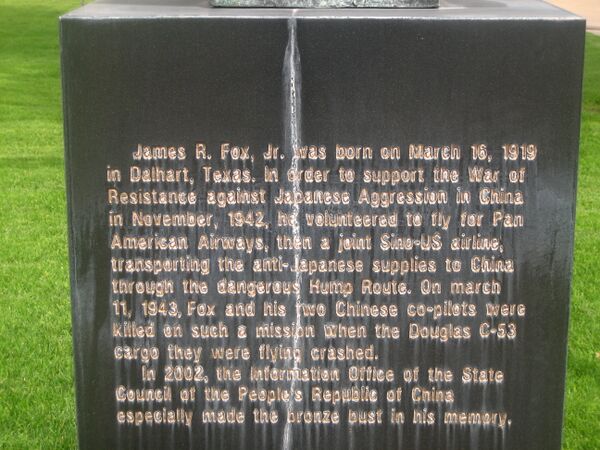 James R. Fox, Jr. was born on March 16, 1919
in Dalhart, Texas. In order to support the War of
Resistance against Japanese Aggression in China
in November, 1942, he volunteered to fly for Pan
American Airways, then a joint Sino-US airline,
transporting the anti-Japanese supplies to China
through the dangerous Hump Route. On march
11, 1943, Fox and his two Chinese co-pilots were
killed on such a mission when the Douglas C-53
cargo they were flying crashed.
In 2002, the Information Office of the State
Council of the People's Republic of China
especially made the bronze bust in his memory.